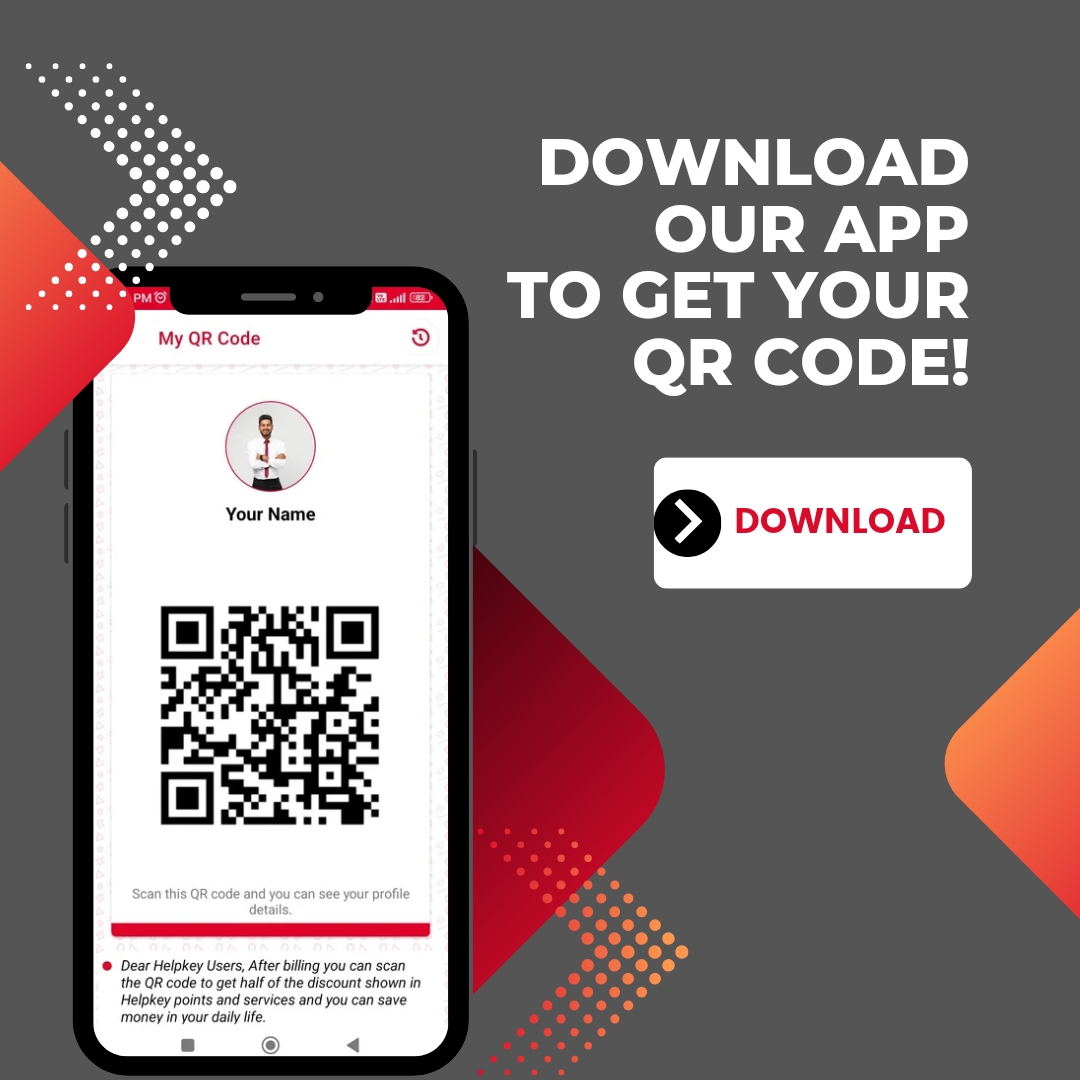 DOWNLOAD
OUR APP
TO GET YOUR
QR CODE!
DOWNLOAD
PM
82
My QR Code
Your Name
Scan this QR code and you can see your profile
details.
Dear Helpkey Users, After billing you can scan
the QR code to get half of the discount shown in
Helpkey points and services and you can save
money in your daily life.